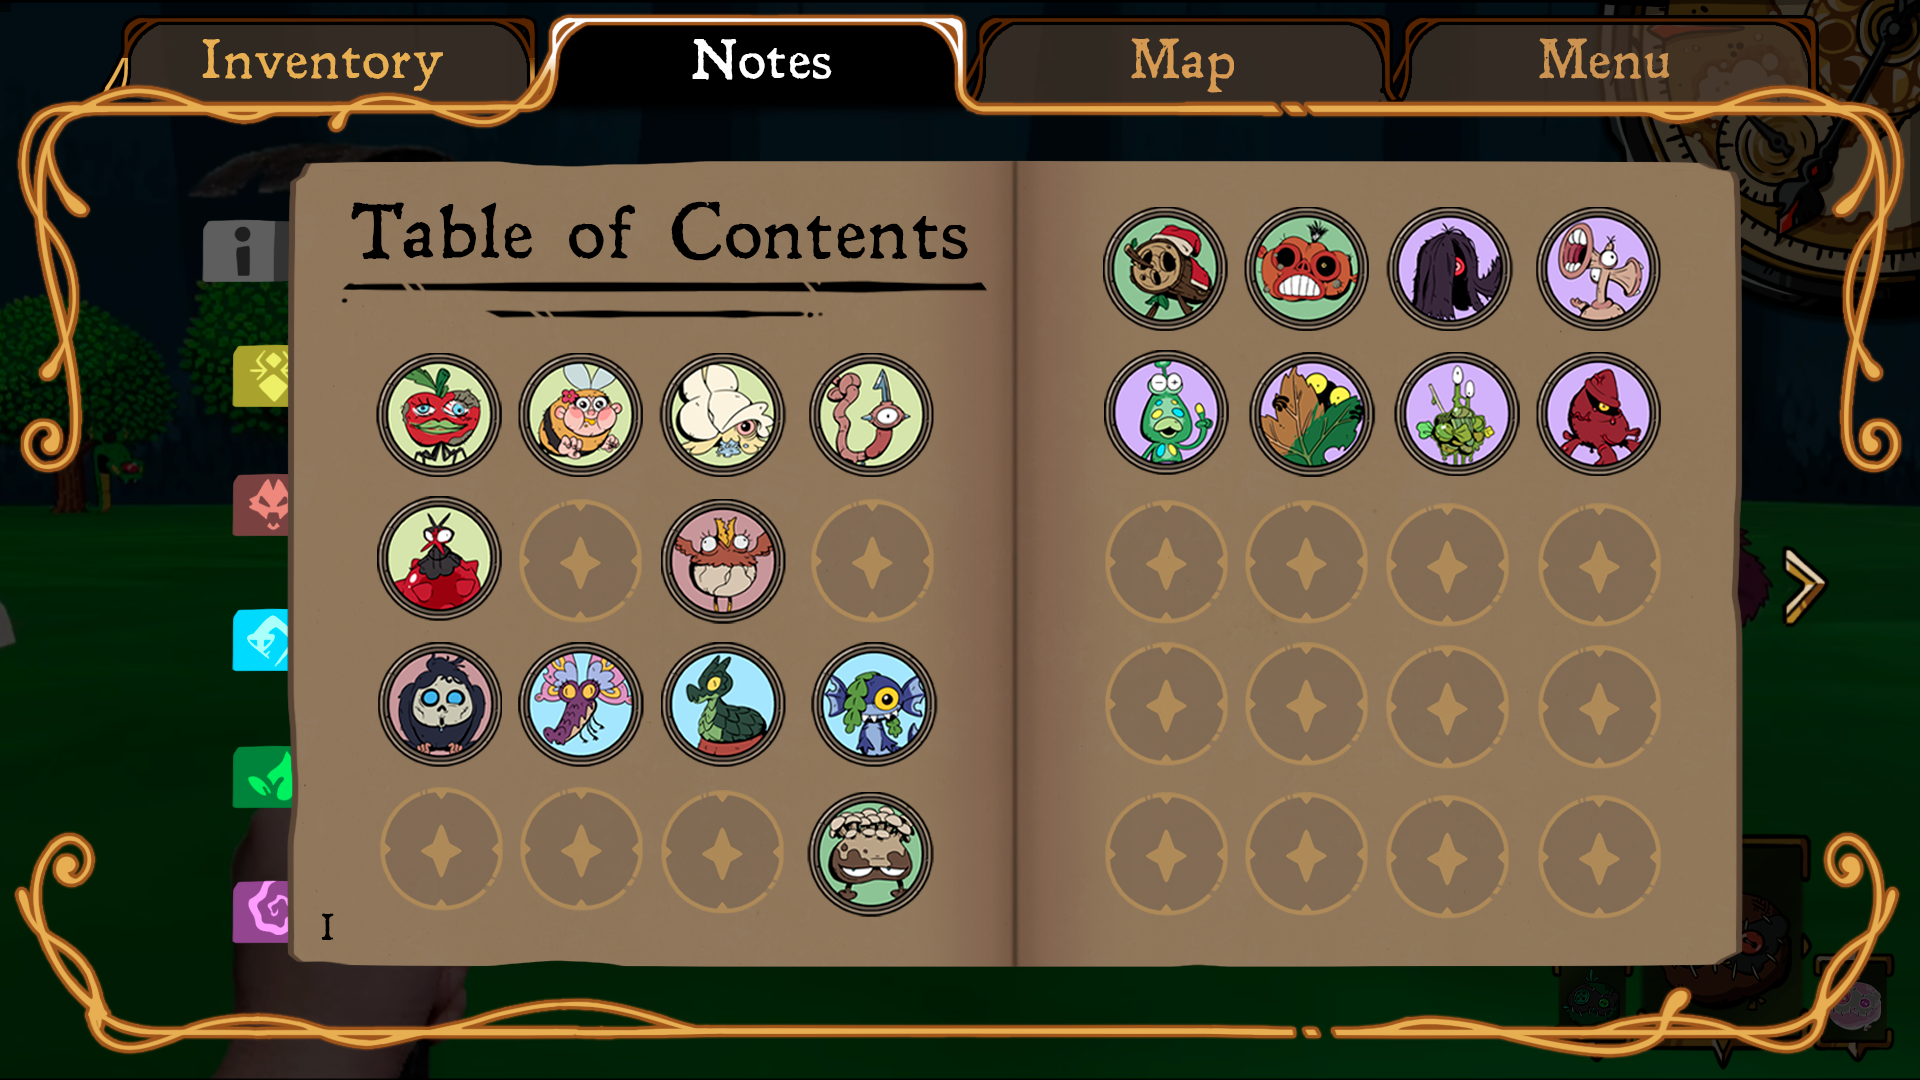 Inventory
Notes
Map
Menu
Table of Contents
i
I